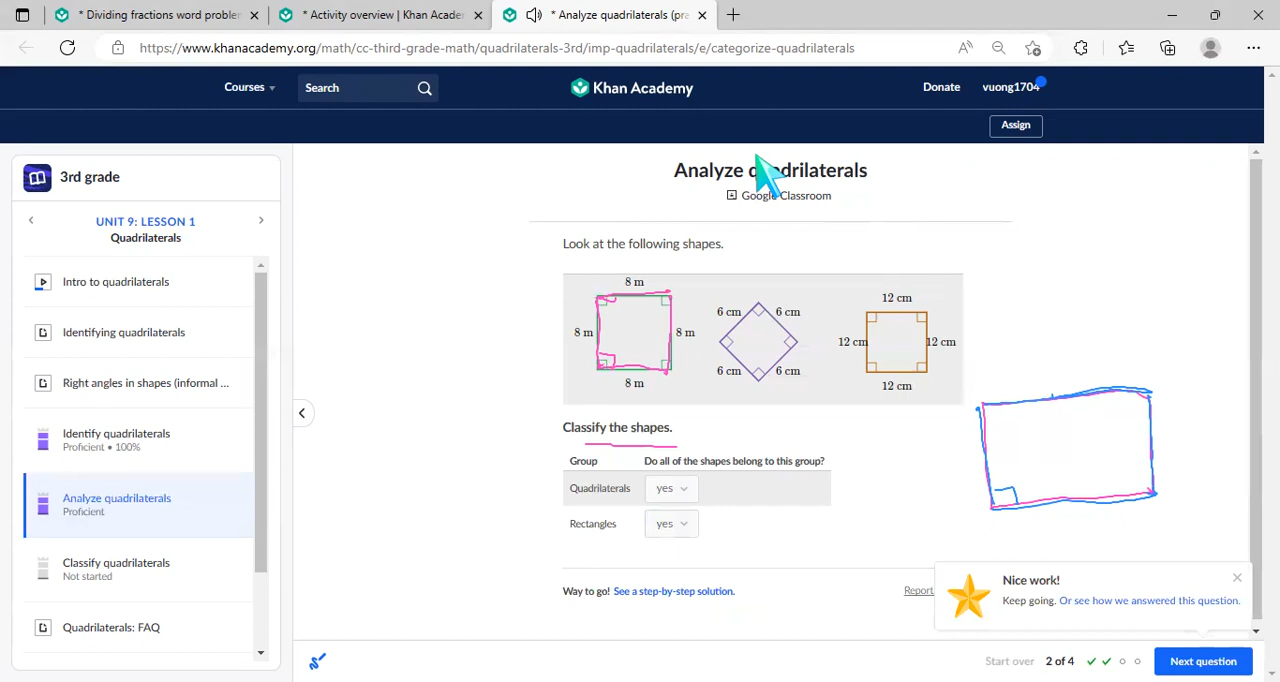 * Dividing fractions word problem
* Activity overview | Khan Acade
* Analyze quadrilaterals (pra
https://www.khanacademy.org/math/cc-third-grade-math/quadrilaterals-3rd/imp-quadrilaterals/e/categorize-quadrilaterals
Courses
Search
Khan Academy
Donate
vuong1704
Assign
3rd grade
UNIT 9: LESSON 1
Quadrilaterals
Intro to quadrilaterals
Identifying quadrilaterals
Right angles in shapes (informal ...
Identify quadrilaterals
Proficient • 100%
Analyze quadrilaterals
Proficient
Classify quadrilaterals
Not started
Quadrilaterals: FAQ
Analyze quadrilaterals
Google Classroom
Look at the following shapes.
8 m
8 m
8 m
8 m
6 cm
6 cm
6 cm
6 cm
12 cm
12 cm
12 cm
12 cm
Classify the shapes.
Group Do all of the shapes belong to this group?
Quadrilaterals yes
Rectangles yes
Way to go! See a step-by-step solution.
Report
Nice work!
Keep going. Or see how we answered this question.
Start over 2 of 4
Next question